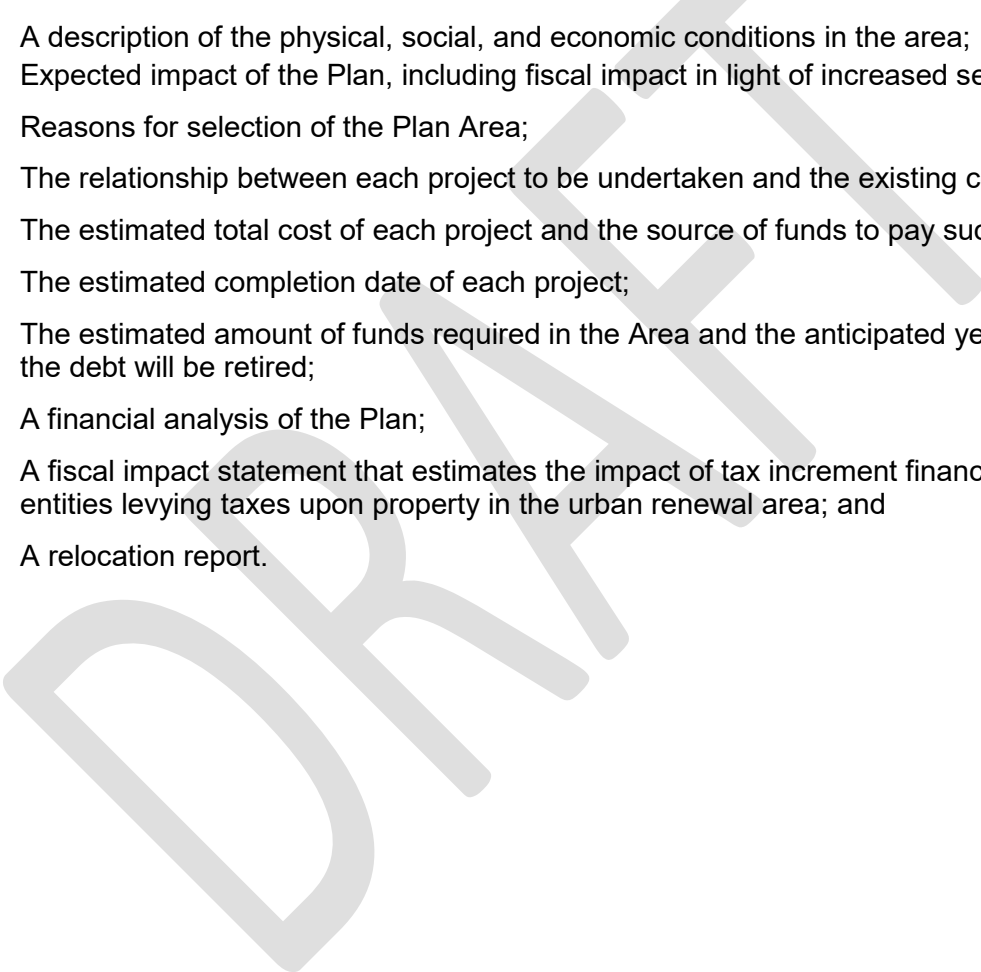 A description of the physical, social, and economic conditions in the area;
Expected impact of the Plan, including fiscal impact in light of increased
Reasons for selection of the Plan Area;
The relationship between each project to be undertaken and the existing
The estimated total cost of each project and the source of funds to pay
The estimated completion date of each project;
The estimated amount of funds required in the Area and the anticipated
the debt will be retired;
A financial analysis of the Plan;
A fiscal impact statement that estimates the impact of tax increment
entities levying taxes upon property in the urban renewal area; and
A relocation report.
DRAFT